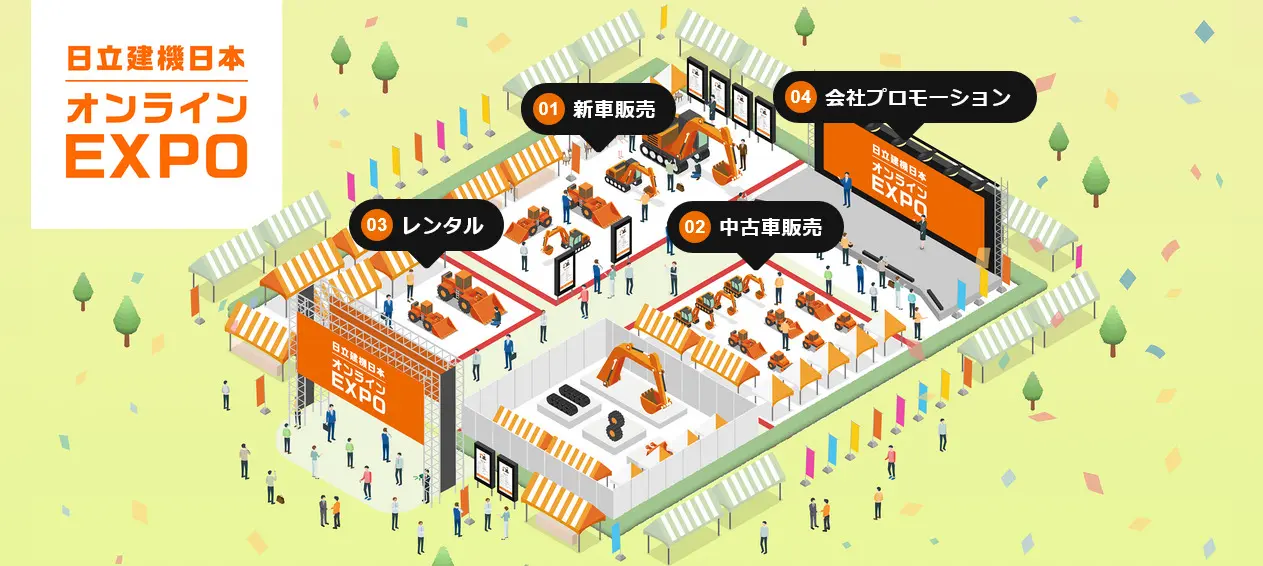 日立建機日本
オンライン
EXPO
04 会社プロモーション
01 新車販売
日立建機日本
オンライン
EXPO
03 レンタル
02 中古車販売
日立建機日本
オンライン
EXPO